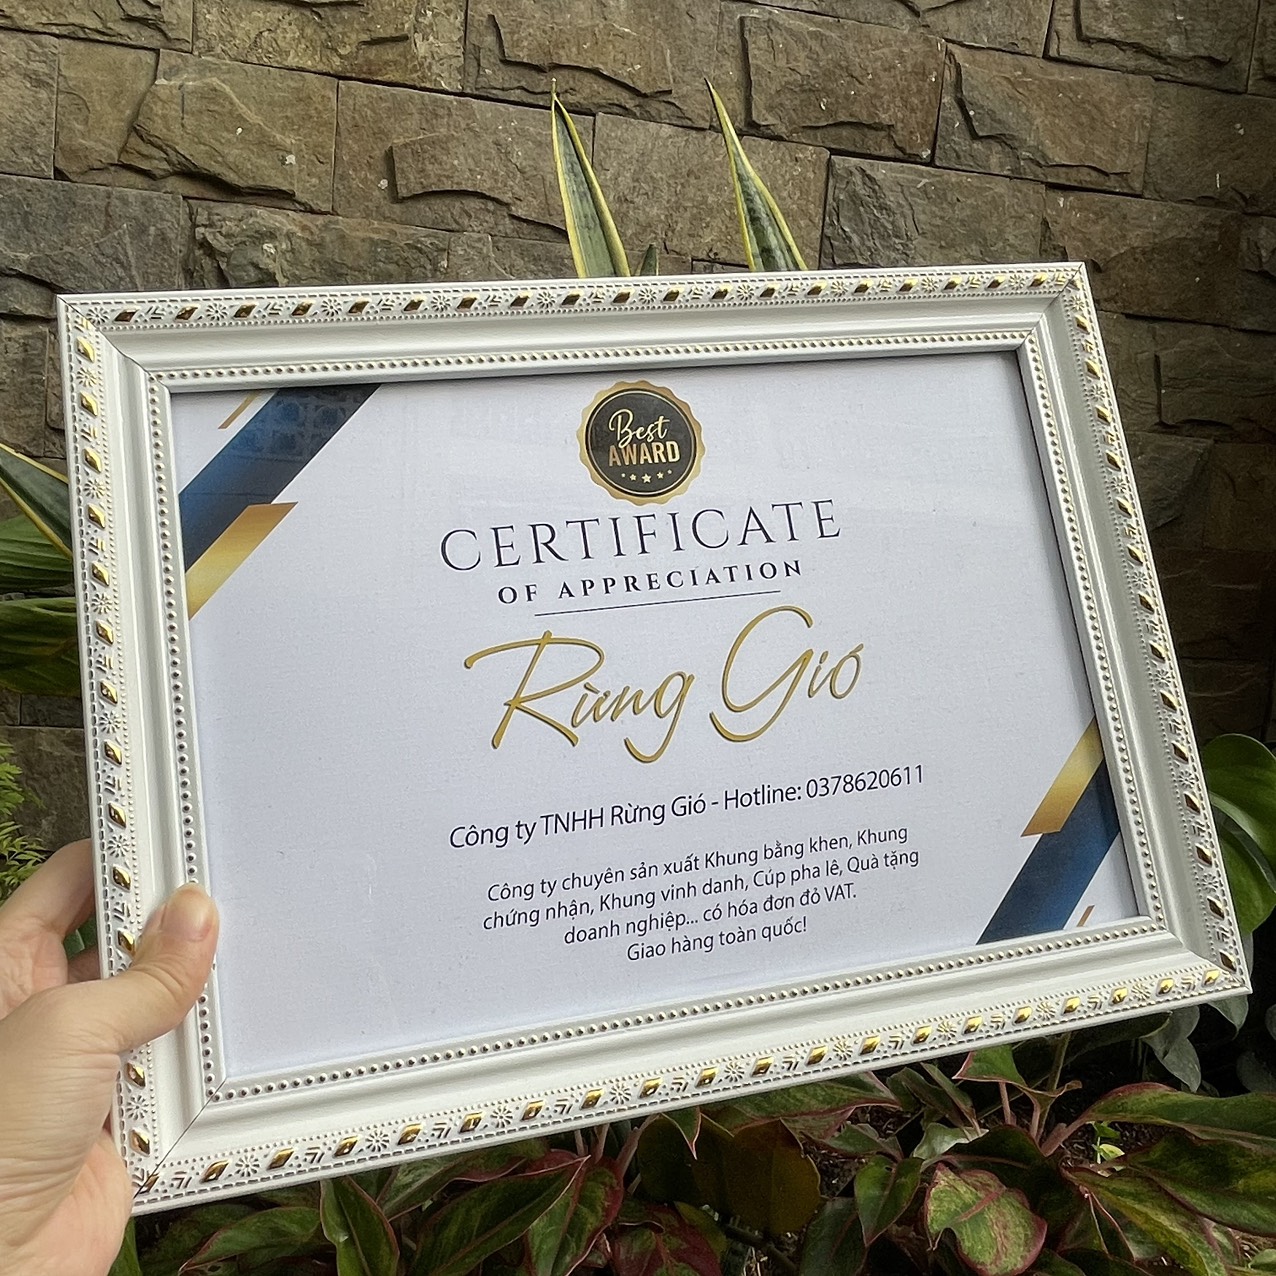 Best
AWARD
CERTIFICATE
OF APPRECIATION
Rừng Gió
Công ty TNHH Rừng Gió - Hotline: 0378620611
Công ty chuyên sản xuất Khung bằng khen, Khung
chứng nhận, Khung vinh danh, Cúp pha lê, Quà tặng
doanh nghiệp... có hóa đơn đỏ VAT.
Giao hàng toàn quốc!